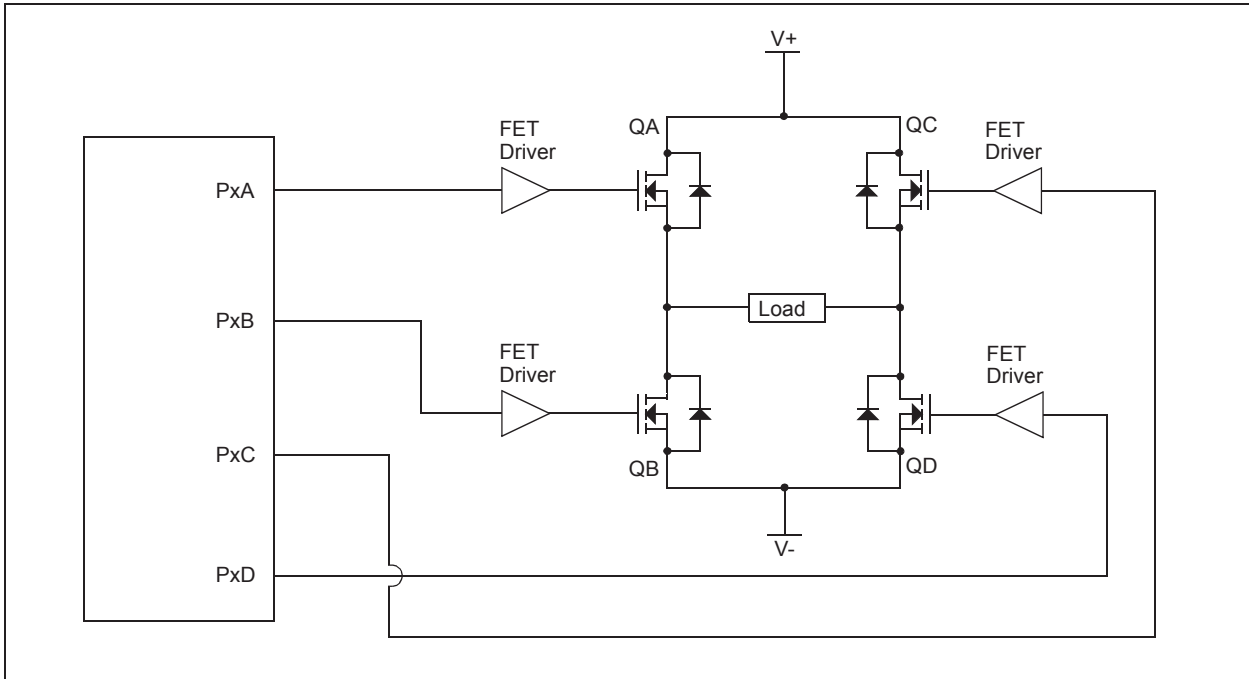 V+
QA
QC
FET
Driver
FET
Driver
PxA
Load
PxB
FET
Driver
FET
Driver
PxC
QB
QD
V-
PxD